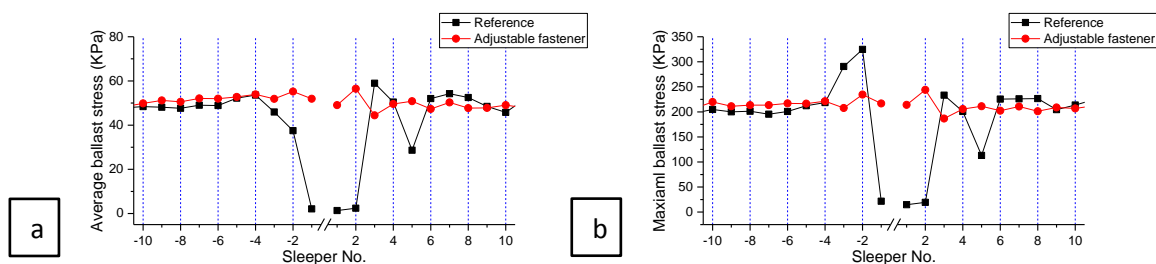 Reference
Adjustable fastener
Average ballast stress (KPa)
80
60
40
20
0
-10 -8 -6 -4 -2 2 4 6 8 10
Sleeper No.
a
Reference
Adjustable fastener
Maxiaml ballast stress (KPa)
350
300
250
200
150
100
50
0
-10 -8 -6 -4 -2 2 4 6 8 10
Sleeper No.
b